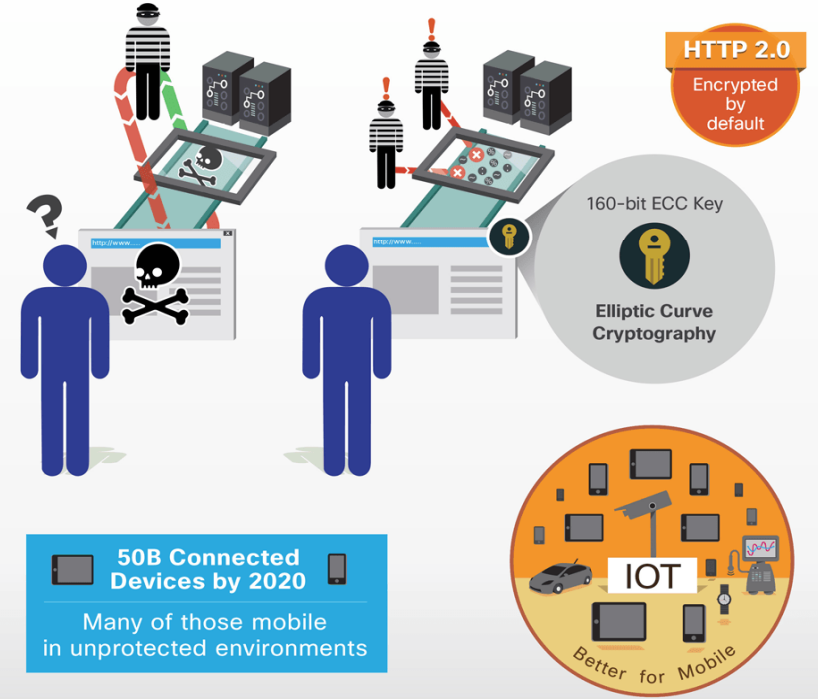 HTTP 2.0
Encrypted
by
default
?
!
!
http://www.....
http://www.....
160-bit ECC Key
Elliptic Curve
Cryptography
50B Connected
Devices by 2020
Many of those mobile
in unprotected environments
IOT
Better for Mobile